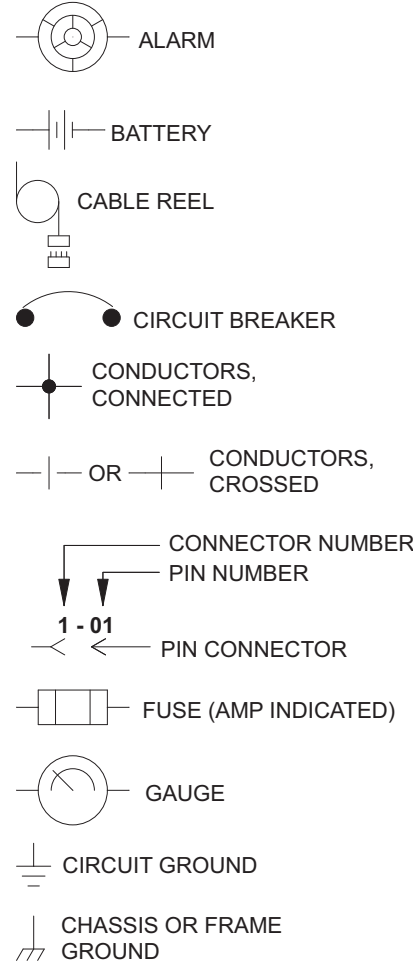 ALARM
BATTERY
CABLE REEL
CIRCUIT BREAKER
CONDUCTORS,
CONNECTED
OR
CONDUCTORS,
CROSSED
CONNECTOR NUMBER
PIN NUMBER
1 - 01
PIN CONNECTOR
FUSE (AMP INDICATED)
GAUGE
CIRCUIT GROUND
CHASSIS OR FRAME
GROUND